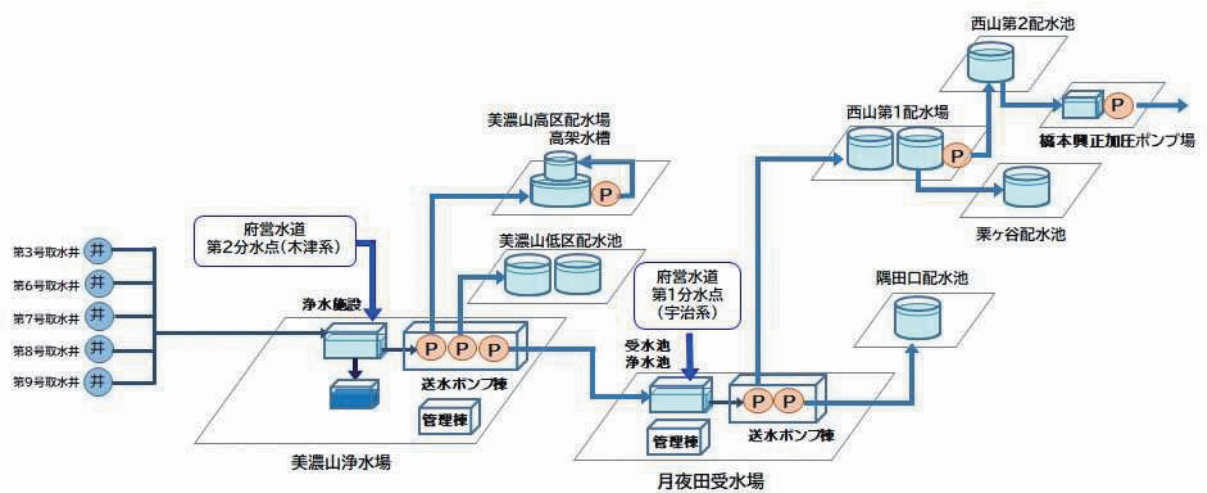 西山第2配水池
P
橋本興正加圧ポンプ場
西山第1配水場
P
栗ヶ谷配水池
美濃山高区配水場
高架水槽
P
府営水道
第2分水点(木津系)
美濃山低区配水池
府営水道
第1分水点
(宇治系)
隅田口配水池
第3号取水井 井
第6号取水井 井
第7号取水井 井
第8号取水井 井
第9号取水井 井
浄水施設
P P P
送水ポンプ棟
管理棟
美濃山浄水場
受水池
浄水池
P P
送水ポンプ棟
管理棟
月夜田受水場